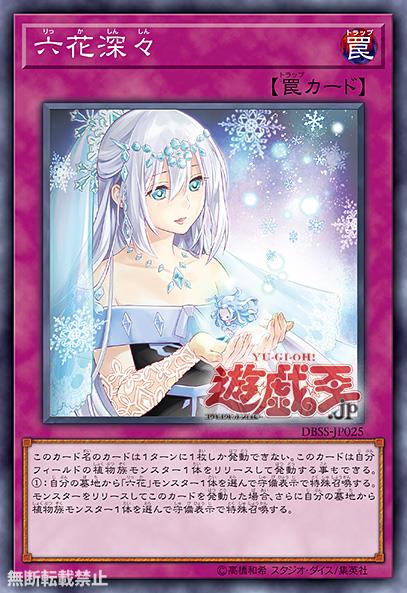 六花深々
りっかしんしん
罠
トラップ
【罠カード】
トラップ
YU-GI-OH!
遊戯王.jp
DBSS-JP025
このカード名のカードは1ターンに1枚しか発動できない。このカードは自分
フィールドの植物族モンスター1体をリリースして発動する事もできる。
①:自分の墓地から「六花」モンスター1体を選んで守備表示で特殊召喚する。
モンスターをリリースしてこのカードを発動した場合、さらに自分の墓地から
植物族モンスター1体を選んで守備表示で特殊召喚できる。
無断転載禁止
©高橋和希 スタジオ・ダイス/集英社